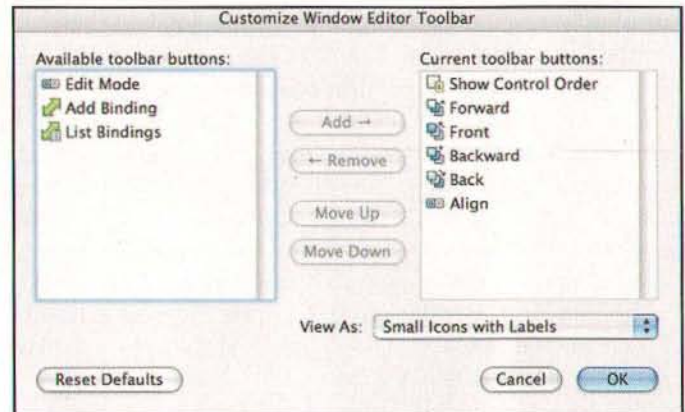 Customize Window Editor Toolbar
Available toolbar buttons:
Edit Mode
Add Binding
List Bindings
Add →
← Remove
Move Up
Move Down
Current toolbar buttons:
Show Control Order
Forward
Front
Backward
Back
Align
View As: Small Icons with Labels
Reset Defaults
Cancel
OK